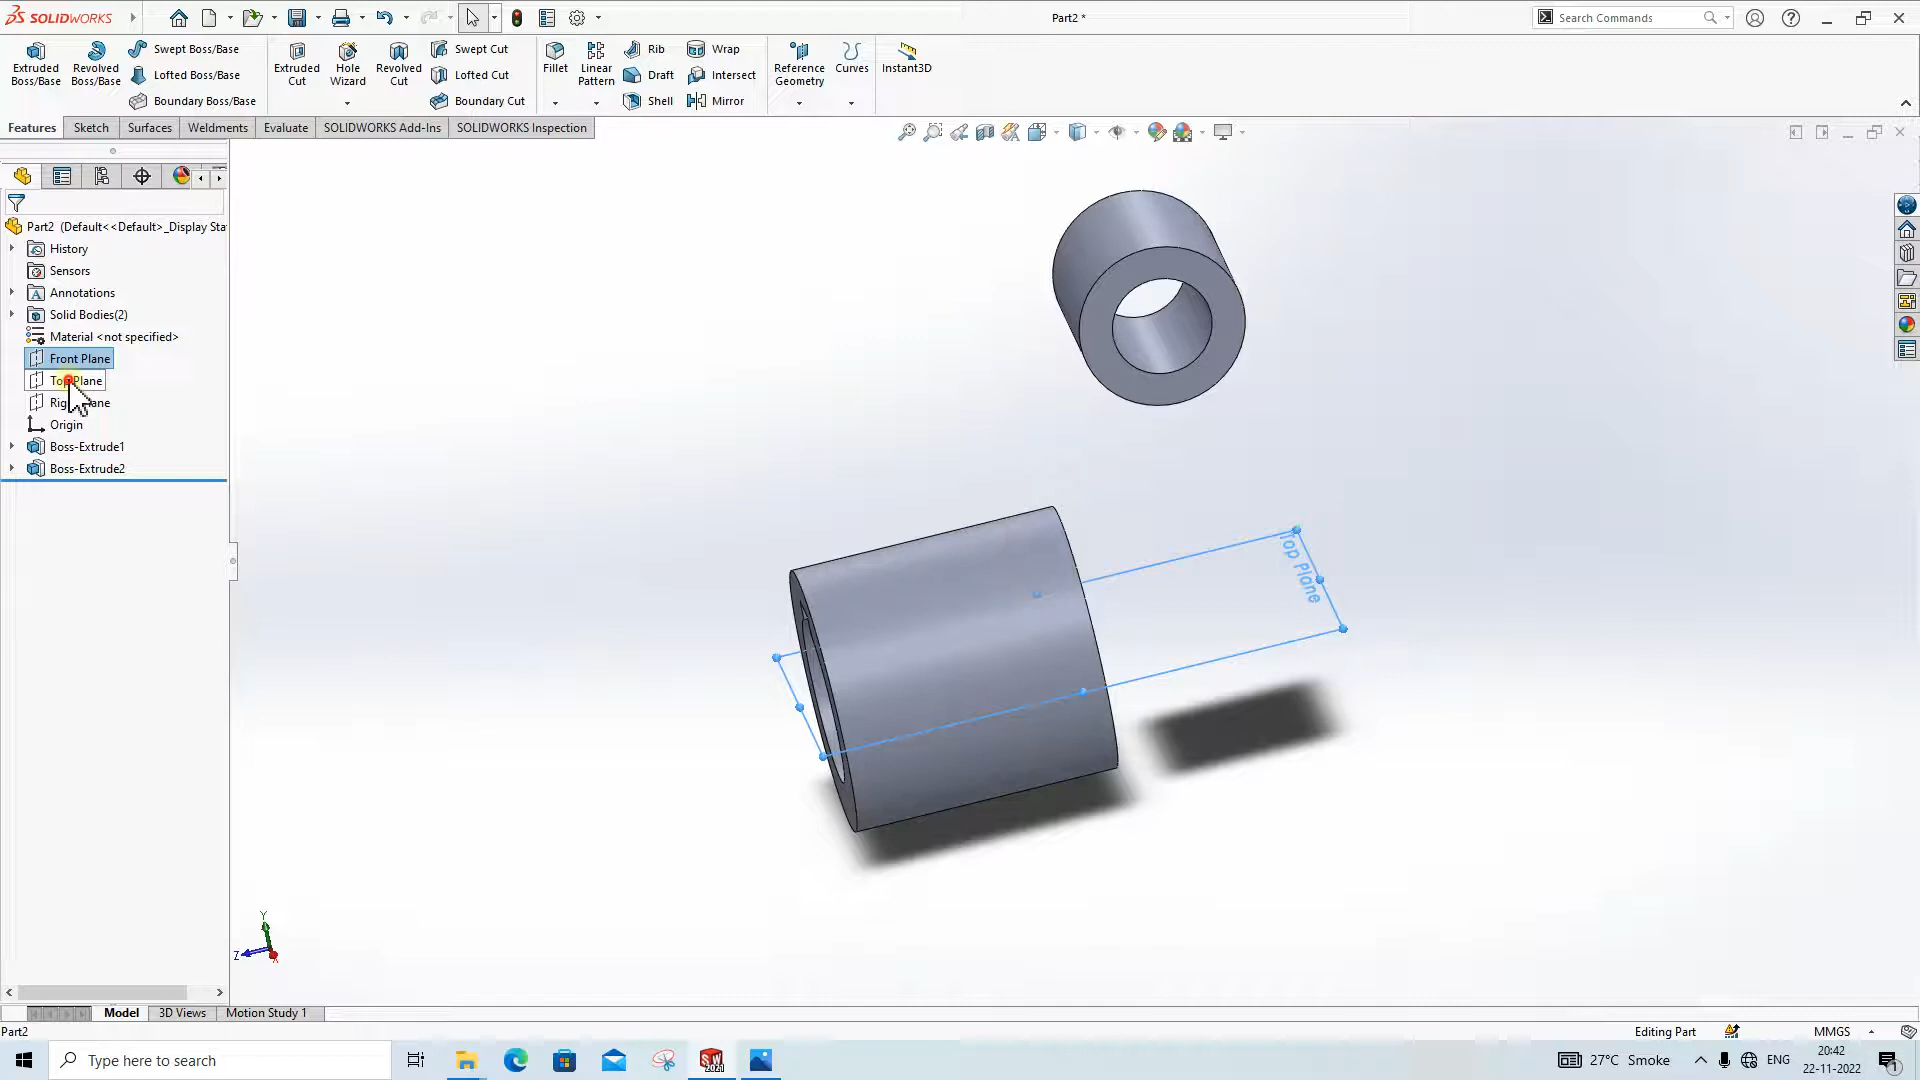 SOLIDWORKS
Part2 *
Search Commands
Extruded Boss/Base
Revolved Boss/Base
Swept Boss/Base
Lofted Boss/Base
Boundary Boss/Base
Extruded Cut
Hole Wizard
Revolved Cut
Swept Cut
Lofted Cut
Boundary Cut
Fillet
Linear Pattern
Rib
Draft
Shell
Wrap
Intersect
Mirror
Reference Geometry
Curves
Instant3D
Features
Sketch
Surfaces
Weldments
Evaluate
SOLIDWORKS Add-Ins
SOLIDWORKS Inspection
Part2 (Default<<Default>_Display Sta
History
Sensors
Annotations
Solid Bodies(2)
Material <not specified>
Front Plane
Top Plane
Origin
Boss-Extrude1
Boss-Extrude2
Top Plane
Y
Z
Model
3D Views
Motion Study 1
Part2
Editing Part
MMGS
Type here to search
SW 2021
27°C Smoke
ENG
20:42
22-11-2022
1